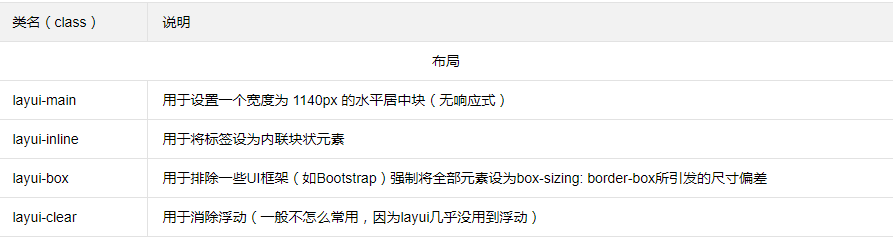 类名（class） 说明
布局
layui-main 用于设置一个宽度为 1140px 的水平居中块（无响应式）
layui-inline 用于将标签设为内联块状元素
layui-box 用于排除一些UI框架（如Bootstrap）强制将全部元素设为box-sizing: border-box所引发的尺寸偏差
layui-clear 用于消除浮动（一般不怎么常用，因为layui几乎没用到浮动）